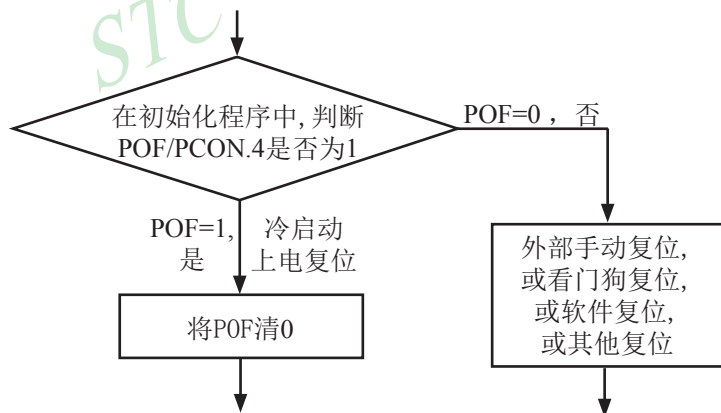 STC
在初始化程序中, 判断
POF/PCON.4是否为1
POF=0 ， 否
POF=1,
是
冷启动
上电复位
将POF清0
外部手动复位,
或看门狗复位,
或软件复位,
或其他复位